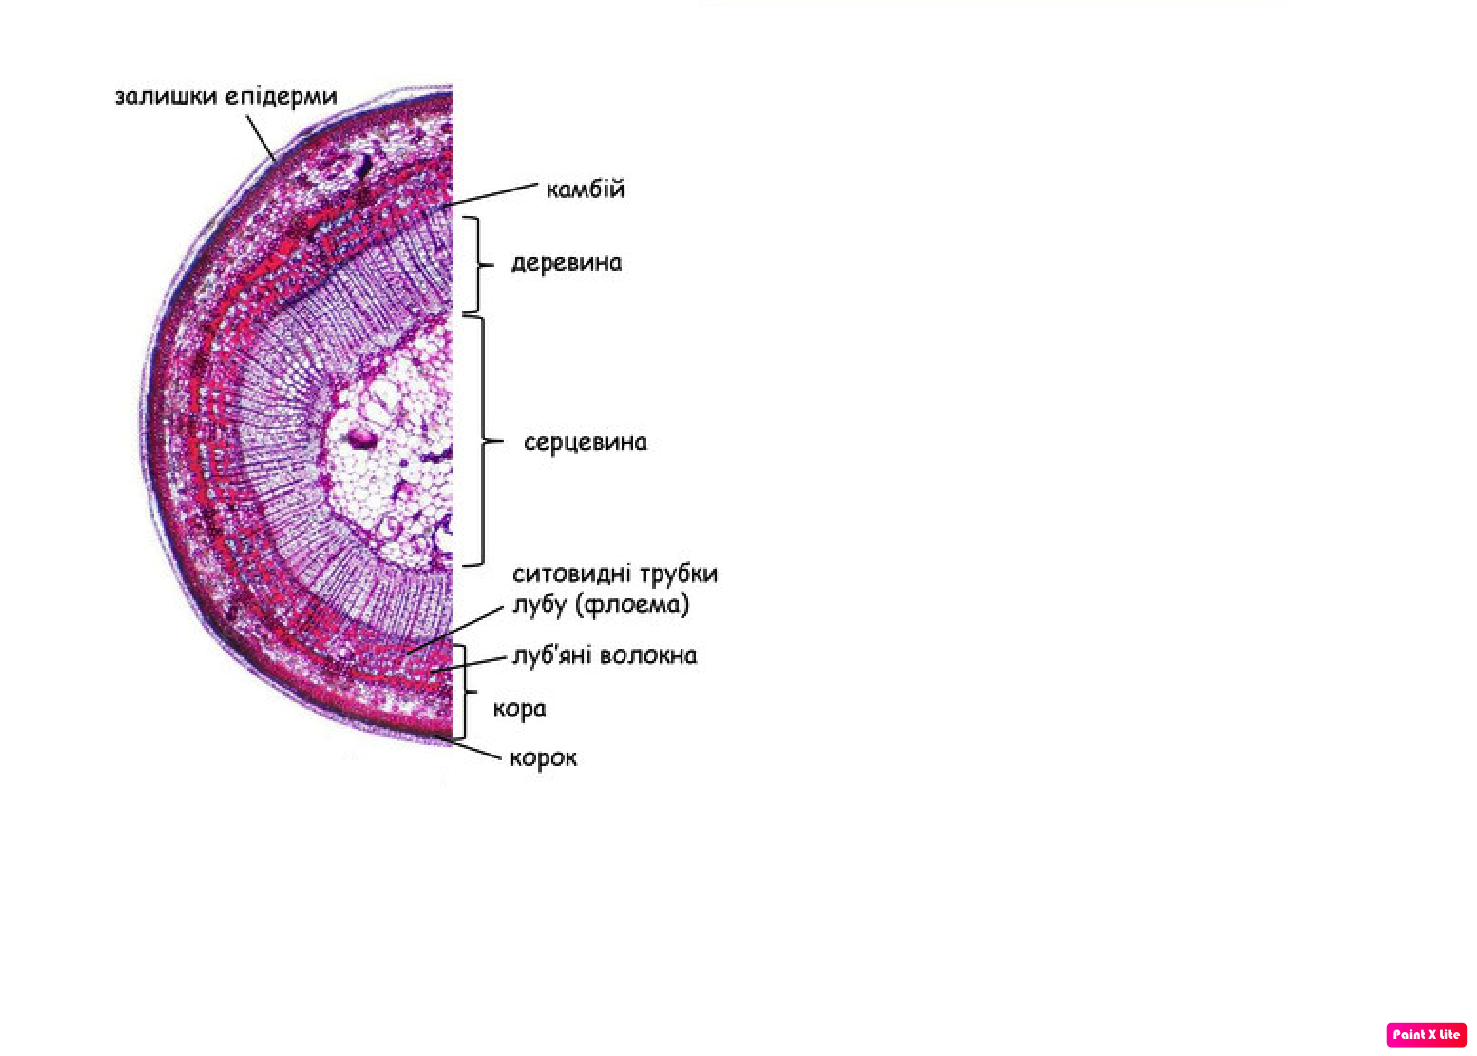 залишки епідерми
камбій
деревина
серцевина
ситовидні трубки
лубу (флоема)
луб'яні волокна
кора
корок
Paint X Lite